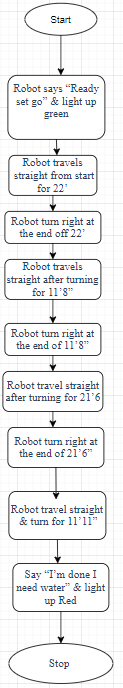 Start
Robot says “Ready
set go” & light up
green
Robot travels
straight from start
for 22’
Robot turn right at
the end off 22’
Robot travels
straight after turning
for 11’8”
Robot turn right at
the end of 11’8”
Robot travel straight
after turning for 21’6
Robot turn right at
the end of 21’6”
Robot travel straight
& turn for 11’11”
Say “I’m done I
need water” & light
up Red
Stop